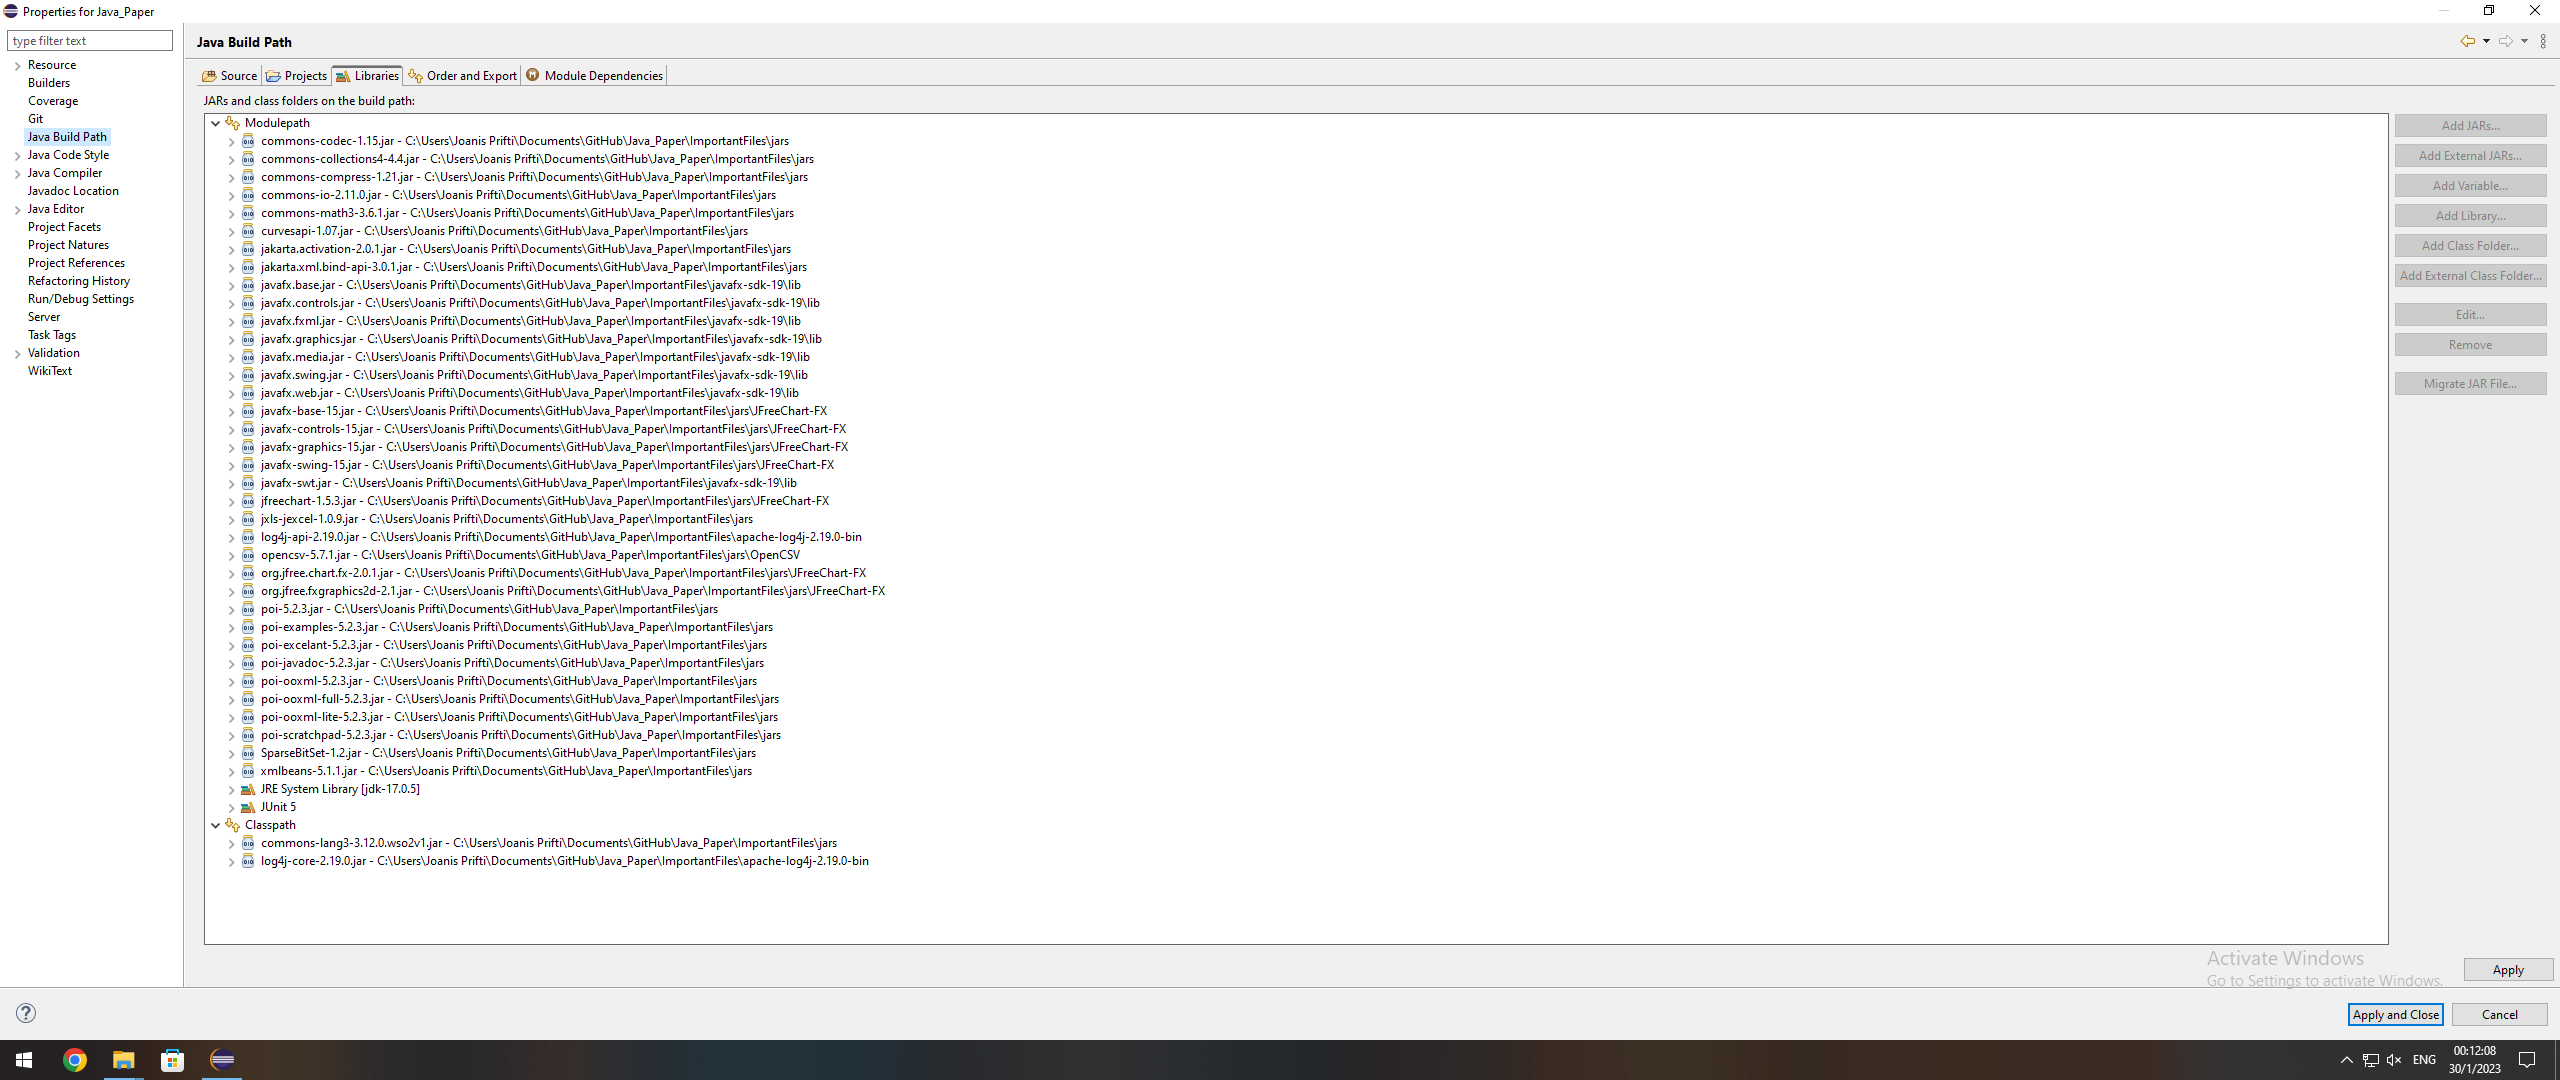 Properties for Java_Paper
type filter text
Resource
Builders
Coverage
Git
Java Build Path
Java Code Style
Java Compiler
Javadoc Location
Java Editor
Project Facets
Project Natures
Project References
Refactoring History
Run/Debug Settings
Server
Task Tags
Validation
WikiText
Java Build Path
Source Projects Libraries Order and Export Module Dependencies
JARs and class folders on the build path:
Modulepath
commons-codec-1.15.jar - C:\Users\Joanis Prifti\Documents\GitHub\Java_Paper\ImportantFiles\jars
commons-collections4-4.4.jar - C:\Users\Joanis Prifti\Documents\GitHub\Java_Paper\ImportantFiles\jars
commons-compress-1.21.jar - C:\Users\Joanis Prifti\Documents\GitHub\Java_Paper\ImportantFiles\jars
commons-io-2.11.0.jar - C:\Users\Joanis Prifti\Documents\GitHub\Java_Paper\ImportantFiles\jars
commons-math3-3.6.1.jar - C:\Users\Joanis Prifti\Documents\GitHub\Java_Paper\ImportantFiles\jars
curvesapi-1.07.jar - C:\Users\Joanis Prifti\Documents\GitHub\Java_Paper\ImportantFiles\jars
jakarta.activation-2.0.1.jar - C:\Users\Joanis Prifti\Documents\GitHub\Java_Paper\ImportantFiles\jars
jakarta.xml.bind-api-3.0.1.jar - C:\Users\Joanis Prifti\Documents\GitHub\Java_Paper\ImportantFiles\jars
javafx.base.jar - C:\Users\Joanis Prifti\Documents\GitHub\Java_Paper\ImportantFiles\javafx-sdk-19\lib
javafx.controls.jar - C:\Users\Joanis Prifti\Documents\GitHub\Java_Paper\ImportantFiles\javafx-sdk-19\lib
javafx.fxml.jar - C:\Users\Joanis Prifti\Documents\GitHub\Java_Paper\ImportantFiles\javafx-sdk-19\lib
javafx.graphics.jar - C:\Users\Joanis Prifti\Documents\GitHub\Java_Paper\ImportantFiles\javafx-sdk-19\lib
javafx.media.jar - C:\Users\Joanis Prifti\Documents\GitHub\Java_Paper\ImportantFiles\javafx-sdk-19\lib
javafx.swing.jar - C:\Users\Joanis Prifti\Documents\GitHub\Java_Paper\ImportantFiles\javafx-sdk-19\lib
javafx.web.jar - C:\Users\Joanis Prifti\Documents\GitHub\Java_Paper\ImportantFiles\javafx-sdk-19\lib
javafx-base-15.jar - C:\Users\Joanis Prifti\Documents\GitHub\Java_Paper\ImportantFiles\jars\JFreeChart-FX
javafx-controls-15.jar - C:\Users\Joanis Prifti\Documents\GitHub\Java_Paper\ImportantFiles\jars\JFreeChart-FX
javafx-graphics-15.jar - C:\Users\Joanis Prifti\Documents\GitHub\Java_Paper\ImportantFiles\jars\JFreeChart-FX
javafx-swing-15.jar - C:\Users\Joanis Prifti\Documents\GitHub\Java_Paper\ImportantFiles\jars\JFreeChart-FX
javafx-swt.jar - C:\Users\Joanis Prifti\Documents\GitHub\Java_Paper\ImportantFiles\javafx-sdk-19\lib
jfreechart-1.5.3.jar - C:\Users\Joanis Prifti\Documents\GitHub\Java_Paper\ImportantFiles\jars\JFreeChart-FX
jxls-jexcel-1.0.9.jar - C:\Users\Joanis Prifti\Documents\GitHub\Java_Paper\ImportantFiles\jars
log4j-api-2.19.0.jar - C:\Users\Joanis Prifti\Documents\GitHub\Java_Paper\ImportantFiles\apache-log4j-2.19.0-bin
opencsv-5.7.1.jar - C:\Users\Joanis Prifti\Documents\GitHub\Java_Paper\ImportantFiles\jars\OpenCSV
org.jfree.chart.fx-2.0.1.jar - C:\Users\Joanis Prifti\Documents\GitHub\Java_Paper\ImportantFiles\jars\JFreeChart-FX
org.jfree.fxgraphics2d-2.1.jar - C:\Users\Joanis Prifti\Documents\GitHub\Java_Paper\ImportantFiles\jars\JFreeChart-FX
poi-5.2.3.jar - C:\Users\Joanis Prifti\Documents\GitHub\Java_Paper\ImportantFiles\jars
poi-examples-5.2.3.jar - C:\Users\Joanis Prifti\Documents\GitHub\Java_Paper\ImportantFiles\jars
poi-excelant-5.2.3.jar - C:\Users\Joanis Prifti\Documents\GitHub\Java_Paper\ImportantFiles\jars
poi-javadoc-5.2.3.jar - C:\Users\Joanis Prifti\Documents\GitHub\Java_Paper\ImportantFiles\jars
poi-ooxml-5.2.3.jar - C:\Users\Joanis Prifti\Documents\GitHub\Java_Paper\ImportantFiles\jars
poi-ooxml-full-5.2.3.jar - C:\Users\Joanis Prifti\Documents\GitHub\Java_Paper\ImportantFiles\jars
poi-ooxml-lite-5.2.3.jar - C:\Users\Joanis Prifti\Documents\GitHub\Java_Paper\ImportantFiles\jars
poi-scratchpad-5.2.3.jar - C:\Users\Joanis Prifti\Documents\GitHub\Java_Paper\ImportantFiles\jars
SparseBitSet-1.2.jar - C:\Users\Joanis Prifti\Documents\GitHub\Java_Paper\ImportantFiles\jars
xmlbeans-5.1.1.jar - C:\Users\Joanis Prifti\Documents\GitHub\Java_Paper\ImportantFiles\jars
JRE System Library [jdk-17.0.5]
JUnit 5
Classpath
commons-lang3-3.12.0.wso2v1.jar - C:\Users\Joanis Prifti\Documents\GitHub\Java_Paper\ImportantFiles\jars
log4j-core-2.19.0.jar - C:\Users\Joanis Prifti\Documents\GitHub\Java_Paper\ImportantFiles\apache-log4j-2.19.0-bin
Add JARs...
Add External JARs...
Add Variable...
Add Library...
Add Class Folder...
Add External Class Folder...
Edit...
Remove
Migrate JAR File...
Activate Windows
Go to Settings to activate Windows.
Apply
Apply and Close Cancel
ENG
00:12:08
30/1/2023